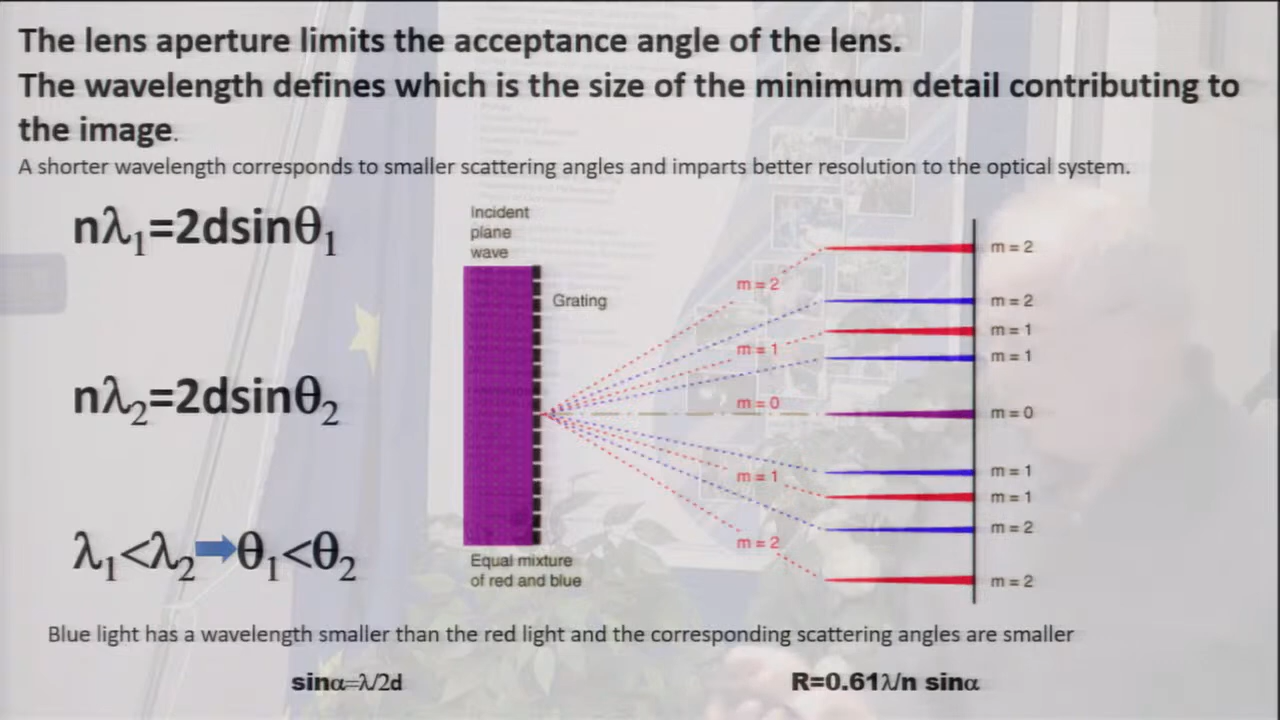 The lens aperture limits the acceptance angle of the lens.
The wavelength defines which is the size of the minimum detail contributing to
the image.
A shorter wavelength corresponds to smaller scattering angles and imparts better resolution to the optical system.
nλ₁=2dsinθ₁
nλ₂=2dsinθ₂
λ₁<λ₂ ➡ θ₁<θ₂
Incident
plane
wave
Grating
Equal mixture
of red and blue
m = 2
m = 1
m = 0
m = 1
m = 2
m = 2
m = 2
m = 1
m = 1
m = 0
m = 1
m = 1
m = 2
m = 2
Blue light has a wavelength smaller than the red light and the corresponding scattering angles are smaller
sinα=λ/2d
R=0.61λ/n sinα